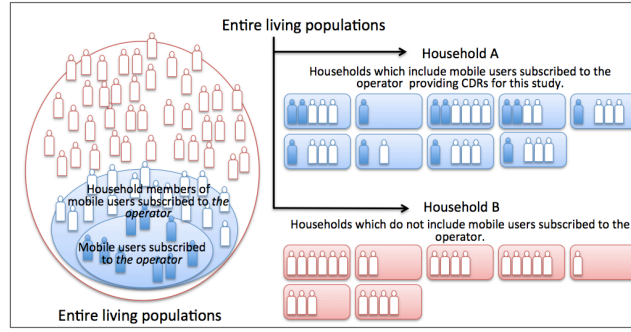 Entire living populations
Household A
Households which include mobile users subscribed to the
operator providing CDRs for this study.
Household members of
mobile users subscribed to the
operator
Mobile users subscribed
to the operator
Entire living populations
Household B
Households which do not include mobile users subscribed to the
operator.